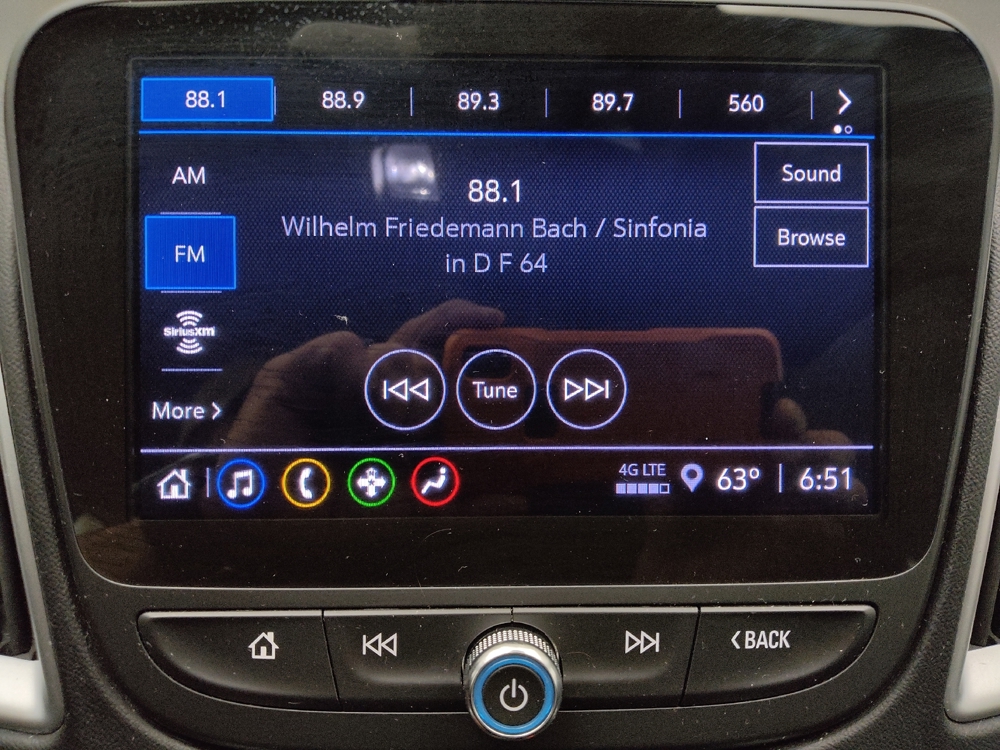 88.1
88.9
89.3
89.7
560
AM
88.1
Sound
Wilhelm Friedemann Bach / Sinfonia
in D F 64
FM
Browse
SiriusXM
Tune
More >
4G LTE
63°
6:51
BACK